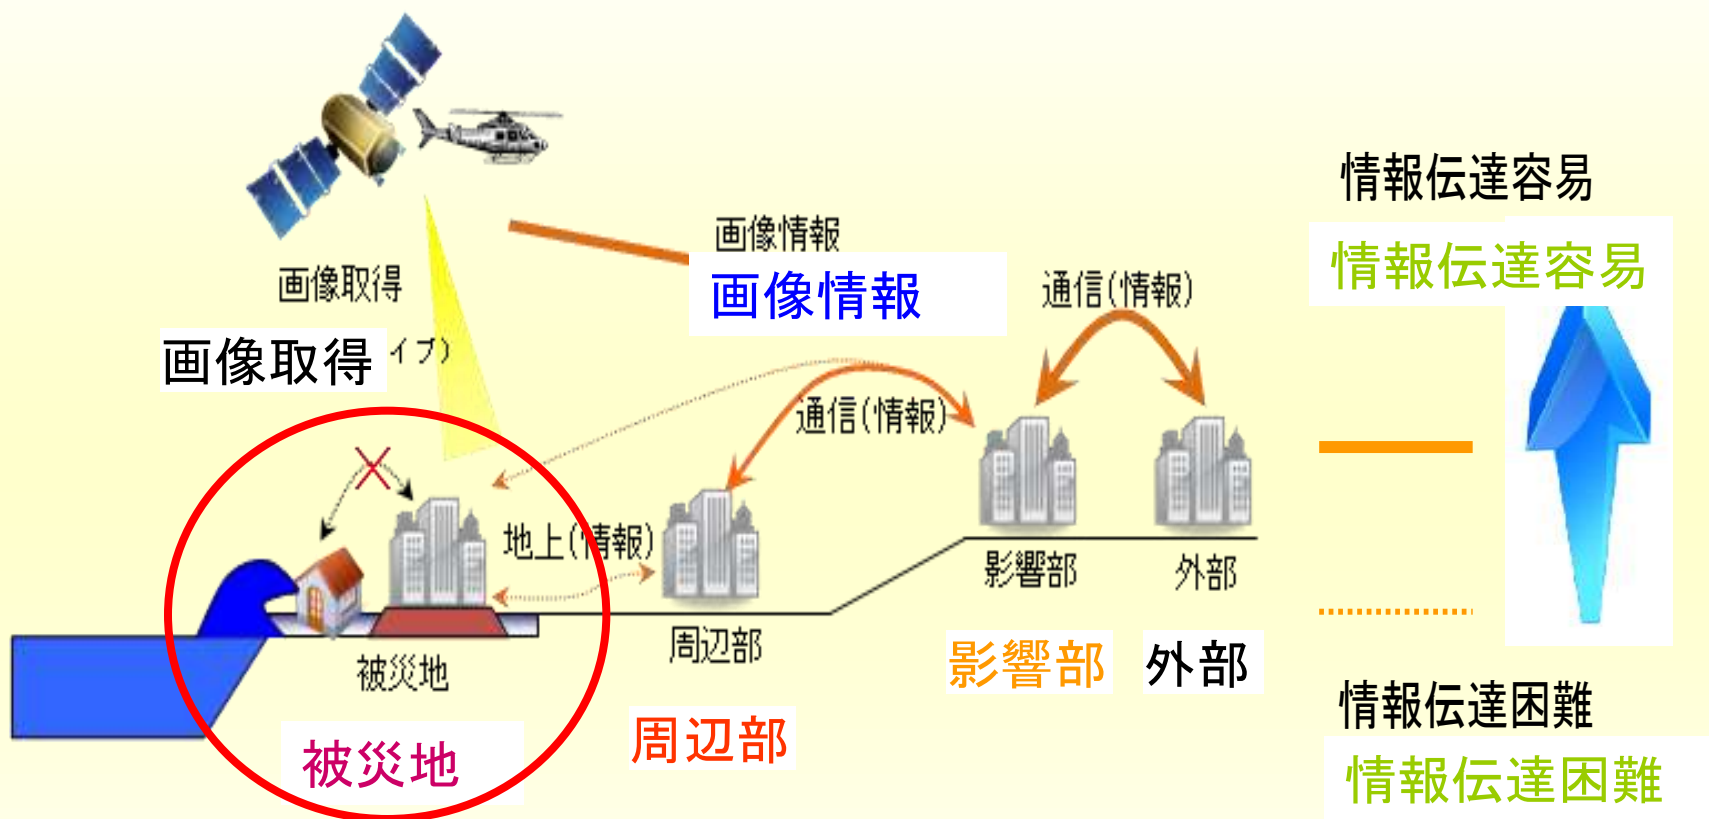 画像情報
画像情報
画像取得
画像取得
イブ)
通信(情報)
通信(情報)
地上(情報)
情報伝達容易
情報伝達容易
影響部
外部
影響部
外部
周辺部
周辺部
被災地
被災地
情報伝達困難
情報伝達困難